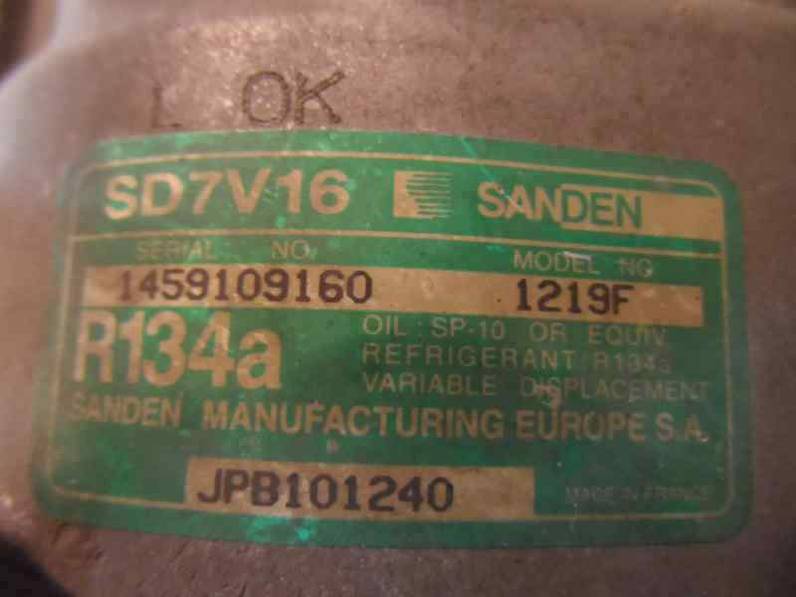 L OK
SD7V16 SANDEN
SERIAL NO. MODEL NO
1459109160 1219F
R134a
OIL : SP-10 OR EQUIV.
REFRIGERANT/R134a
VARIABLE DISPLACEMENT
SANDEN MANUFACTURING EUROPE S.A.
JPB101240 MADE IN FRANCE